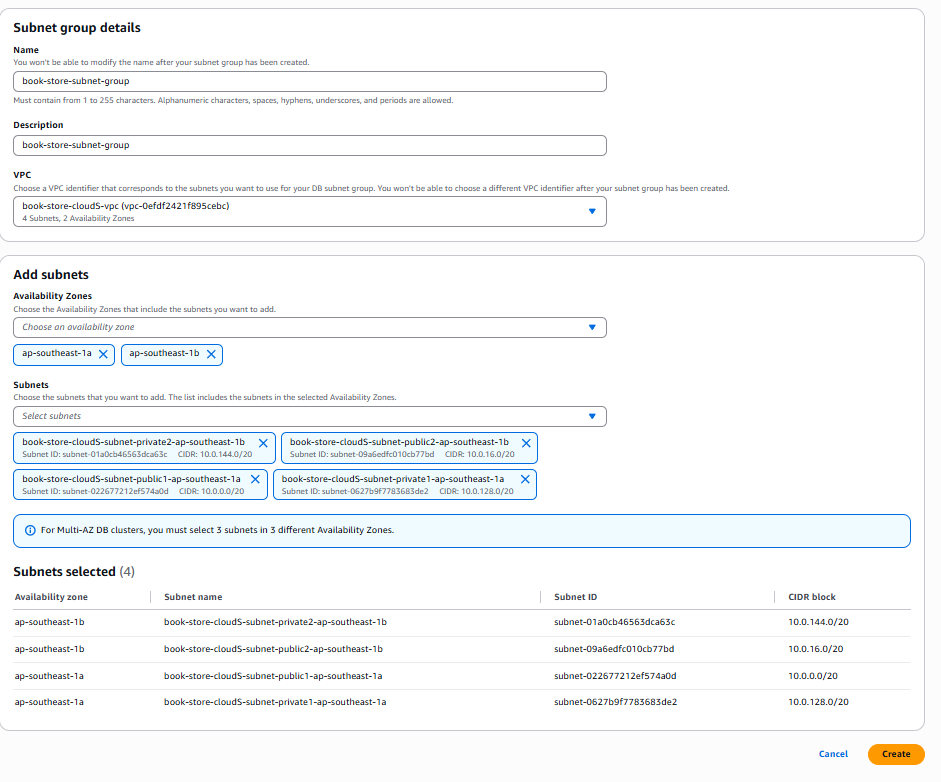 Subnet group details
Name
You won't be able to modify the name after your subnet group has been created.
book-store-subnet-group
Must contain from 1 to 255 characters. Alphanumeric characters, spaces, hyphens, underscores, and periods are allowed.
Description
book-store-subnet-group
VPC
Choose a VPC identifier that corresponds to the subnets you want to use for your DB subnet group. You won't be able to choose a different VPC identifier after your subnet group has been created.
book-store-cloudS-vpc (vpc-0efdf2421f895cebc)
4 Subnets, 2 Availability Zones
Add subnets
Availability Zones
Choose the Availability Zones that include the subnets you want to add.
Choose an availability zone
ap-southeast-1a ap-southeast-1b
Subnets
Choose the subnets that you want to add. The list includes the subnets in the selected Availability Zones.
Select subnets
book-store-cloudS-subnet-private2-ap-southeast-1b book-store-cloudS-subnet-public2-ap-southeast-1b
Subnet ID: subnet-01a0cb46563dca63c CIDR: 10.0.144.0/20 Subnet ID: subnet-09a6edfc010cb77bd CIDR: 10.0.16.0/20
book-store-cloudS-subnet-public1-ap-southeast-1a book-store-cloudS-subnet-private1-ap-southeast-1a
Subnet ID: subnet-022677212ef574a0d CIDR: 10.0.0.0/20 Subnet ID: subnet-0627b9f7783683de2 CIDR: 10.0.128.0/20
For Multi-AZ DB clusters, you must select 3 subnets in 3 different Availability Zones.
Subnets selected (4)
Availability zone Subnet name Subnet ID CIDR block
ap-southeast-1b book-store-cloudS-subnet-private2-ap-southeast-1b subnet-01a0cb46563dca63c 10.0.144.0/20
ap-southeast-1b book-store-cloudS-subnet-public2-ap-southeast-1b subnet-09a6edfc010cb77bd 10.0.16.0/20
ap-southeast-1a book-store-cloudS-subnet-public1-ap-southeast-1a subnet-022677212ef574a0d 10.0.0.0/20
ap-southeast-1a book-store-cloudS-subnet-private1-ap-southeast-1a subnet-0627b9f7783683de2 10.0.128.0/20
Cancel Create